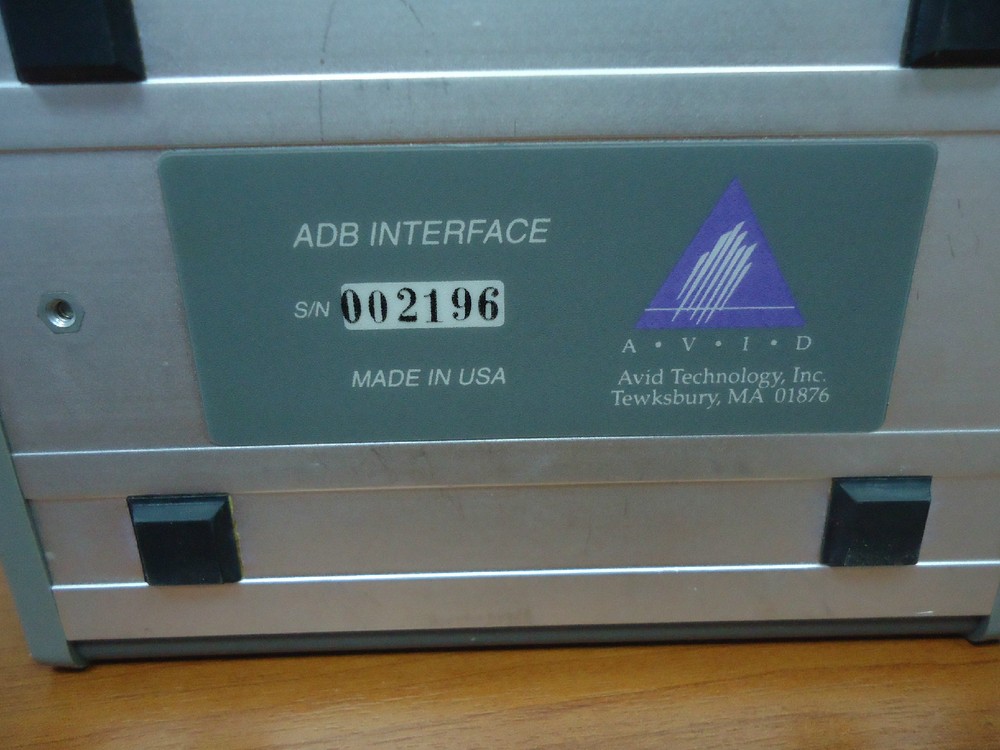 ADB INTERFACE
S/N 002196
MADE IN USA
A • V • I • D
Avid Technology, Inc.
Tewksbury, MA 01876